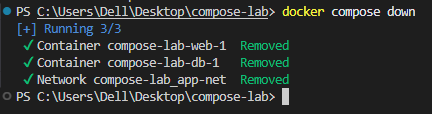 PS C:\Users\Dell\Desktop\compose-lab> docker compose down
[+] Running 3/3
✔ Container compose-lab-web-1 Removed
✔ Container compose-lab-db-1 Removed
✔ Network compose-lab_app-net Removed
PS C:\Users\Dell\Desktop\compose-lab>